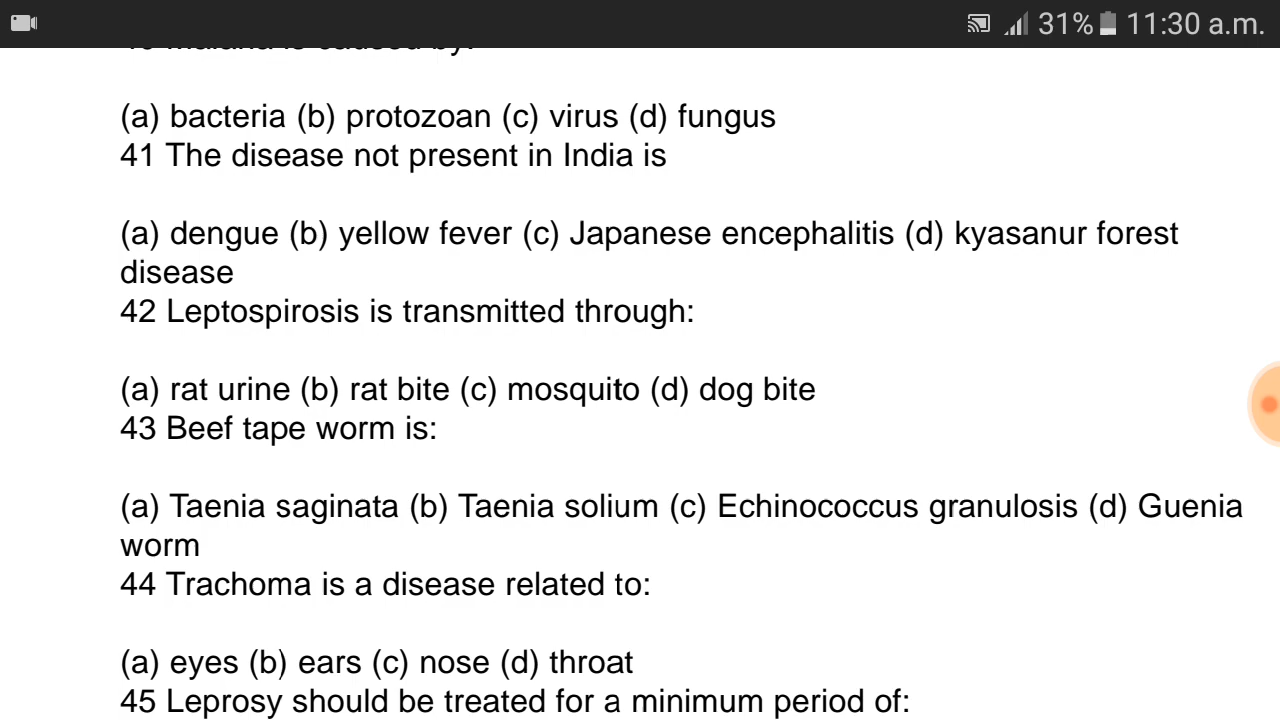 31% 11:30 a.m.
(a) bacteria (b) protozoan (c) virus (d) fungus
41 The disease not present in India is
(a) dengue (b) yellow fever (c) Japanese encephalitis (d) kyasanur forest
disease
42 Leptospirosis is transmitted through:
(a) rat urine (b) rat bite (c) mosquito (d) dog bite
43 Beef tape worm is:
(a) Taenia saginata (b) Taenia solium (c) Echinococcus granulosis (d) Guenia
worm
44 Trachoma is a disease related to:
(a) eyes (b) ears (c) nose (d) throat
45 Leprosy should be treated for a minimum period of: